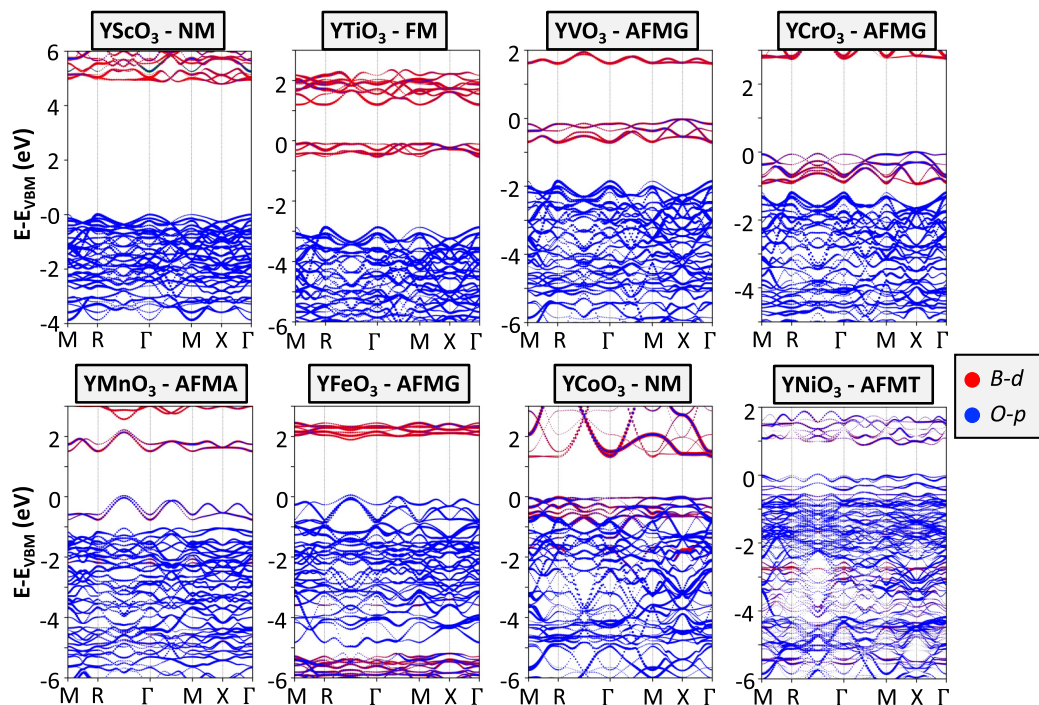 YScO₃ - NM
YTiO₃ - FM
YVO₃ - AFMG
YCrO₃ - AFMG
E-E_VBM (eV)
6
4
6
2
-0
-2
-4
M R Γ M X Γ
2
0
-2
-4
-6
M R Γ M X Γ
2
0
-2
-4
-6
M R Γ M X Γ
2
0
-2
-4
M R Γ M X Γ
YMnO₃ - AFMA
YFeO₃ - AFMG
YCoO₃ - NM
YNiO₃ - AFMT
E-E_VBM (eV)
2
0
-2
-4
-6
M R Γ M X Γ
2
0
-2
-4
-6
M R Γ M X Γ
2
0
-2
-4
-6
M R Γ M X Γ
2
0
-2
-4
-6
M R Γ M X Γ
B-d
O-p